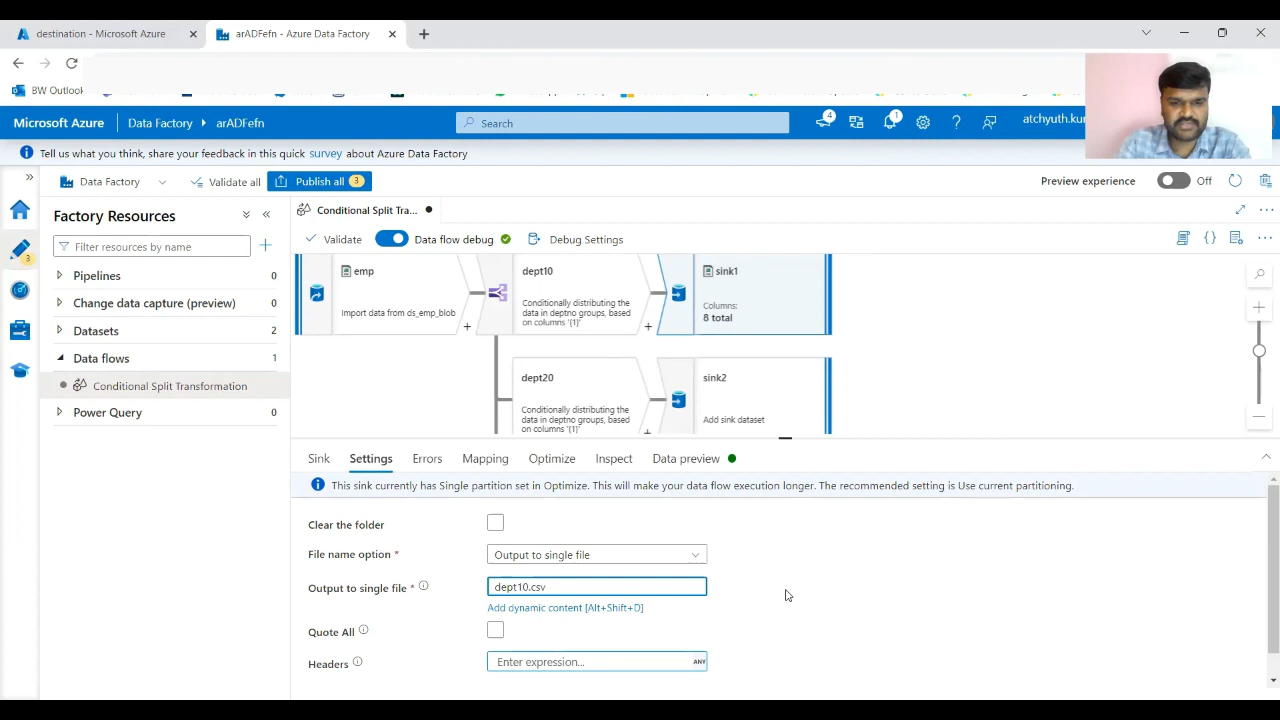 destination - Microsoft Azure
arADFefn - Azure Data Factory
BW Outlook
Microsoft Azure
Data Factory
arADFefn
Search
4
1
atchyuth.kur
Tell us what you think, share your feedback in this quick survey about Azure Data Factory
Data Factory
Validate all
Publish all 3
Preview experience
Off
Factory Resources
Conditional Split Tra...
Filter resources by name
Validate
Data flow debug
Debug Settings
3
Pipelines 0
Change data capture (preview) 0
Datasets 2
Data flows 1
Conditional Split Transformation
Power Query 0
emp
Import data from ds_emp_blob
dept10
Conditionally distributing the
data in deptno groups, based
on columns '{1}'
sink1
Columns:
8 total
dept20
Conditionally distributing the
data in deptno groups, based
on columns '{1}'
sink2
Add sink dataset
Sink
Settings
Errors
Mapping
Optimize
Inspect
Data preview
This sink currently has Single partition set in Optimize. This will make your data flow execution longer. The recommended setting is Use current partitioning.
Clear the folder
File name option *
Output to single file
Output to single file *
dept10.csv
Add dynamic content [Alt+Shift+D]
Quote All
Headers
Enter expression...
ANY